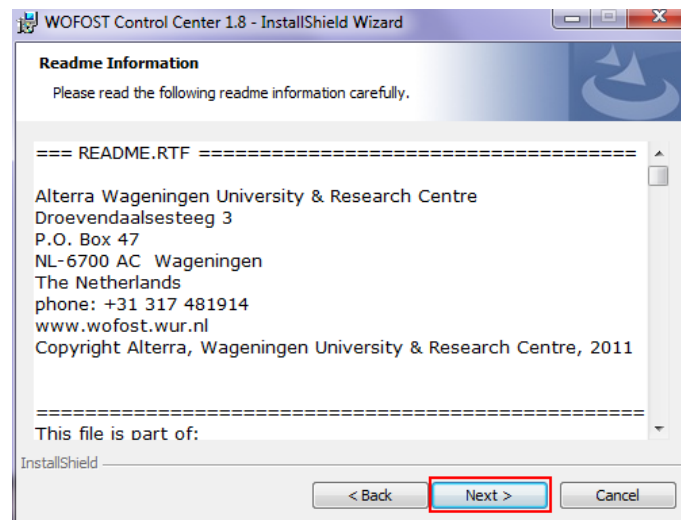 WOFOST Control Center 1.8 - InstallShield Wizard
Readme Information
Please read the following readme information carefully.
=== README.RTF ====================================
Alterra Wageningen University & Research Centre
Droevendaalsesteeg 3
P.O. Box 47
NL-6700 AC  Wageningen
The Netherlands
phone: +31 317 481914
www.wofost.wur.nl
Copyright Alterra, Wageningen University & Research Centre, 2011
==================================================
This file is part of:
InstallShield
< Back Next > Cancel